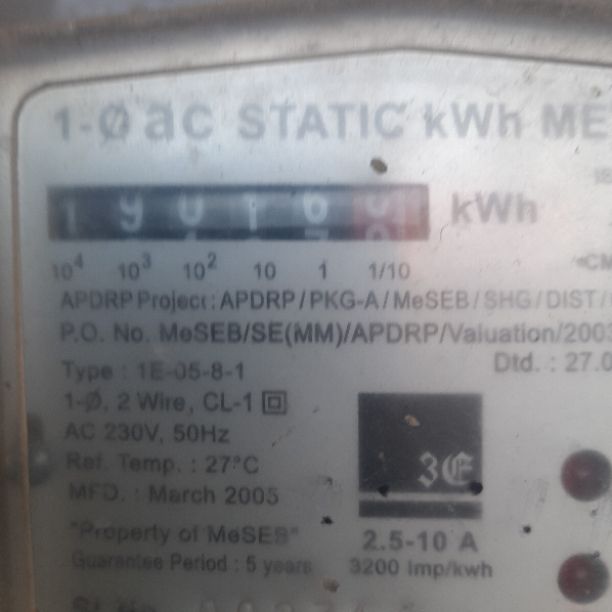 1-Ø ac STATIC kWh ME
1 9 0 1 6 kWh
10⁴ 10³ 10² 10 1 1/10
APDRP Project : APDRP / PKG-A / MeSEB / SHG / DIST /
P.O. No. MeSEB/SE(MM)/APDRP/Valuation/200
Dtd. : 27.0
Type : 1E-05-8-1
1-Ø, 2 Wire, CL-1
AC 230V, 50Hz
Ref. Temp. : 27°C
MFD. : March 2005
3E
"Property of MeSEB"
Guarantee Period : 5 years
2.5-10 A
3200 imp/kwh